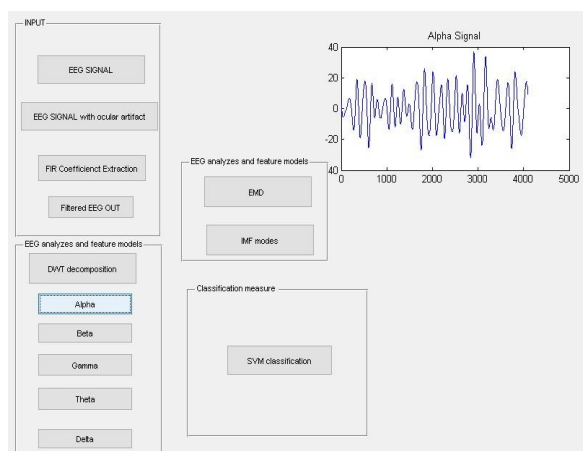 INPUT
EEG SIGNAL
EEG SIGNAL with ocular artifact
FIR Coefficienct Extraction
Filtered EEG OUT
EEG analyzes and feature models
DWT decomposition
Alpha
Beta
Gamma
Theta
Delta
EEG analyzes and feature models
EMD
IMF modes
Classification measure
SVM classification
Alpha Signal
40
20
0
-20
40
0
1000
2000
3000
4000
5000